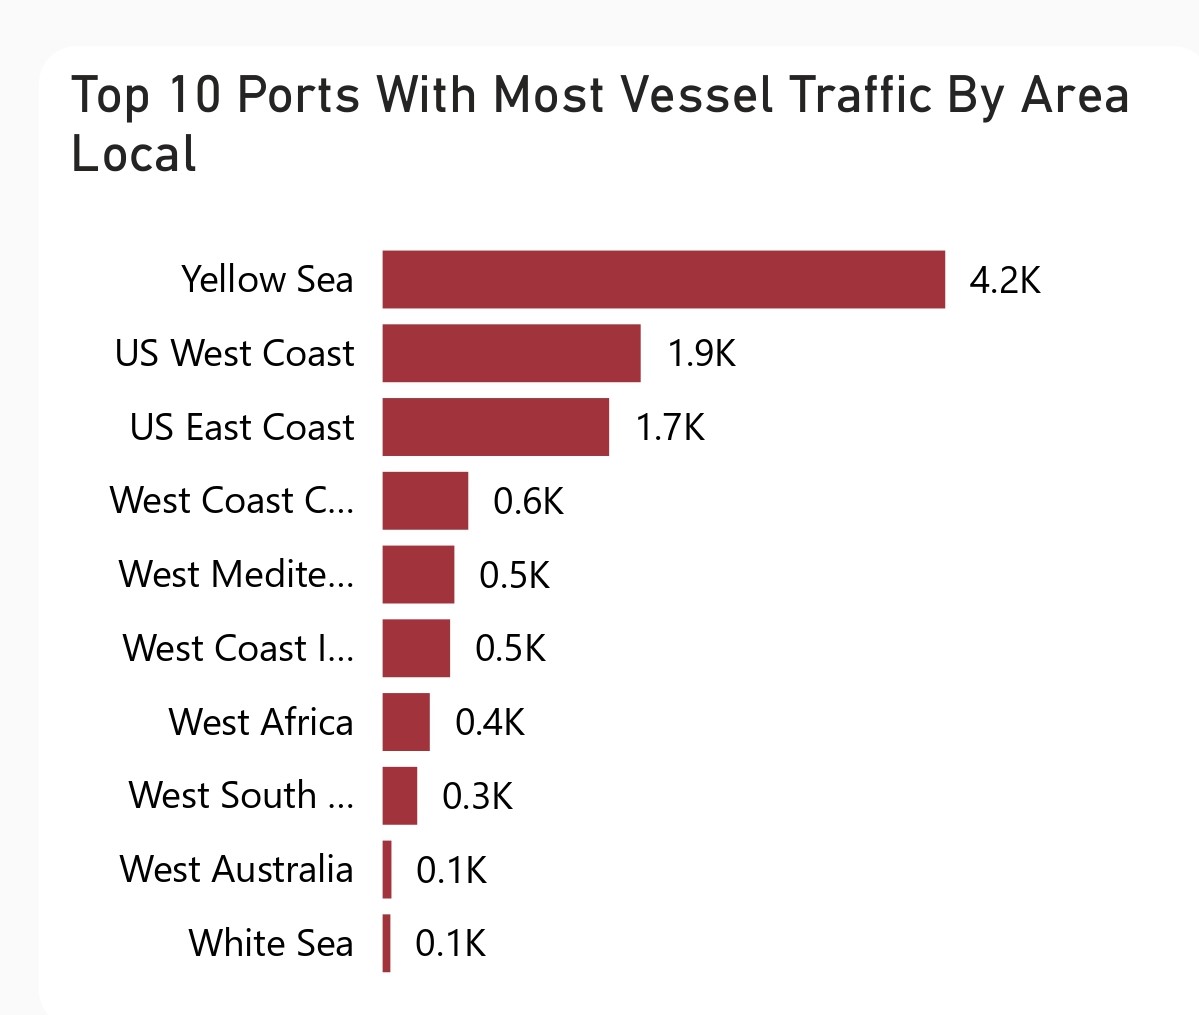 Top 10 Ports With Most Vessel Traffic By Area
Local
Yellow Sea 4.2K
US West Coast 1.9K
US East Coast 1.7K
West Coast C... 0.6K
West Medite... 0.5K
West Coast I... 0.5K
West Africa 0.4K
West South ... 0.3K
West Australia 0.1K
White Sea 0.1K